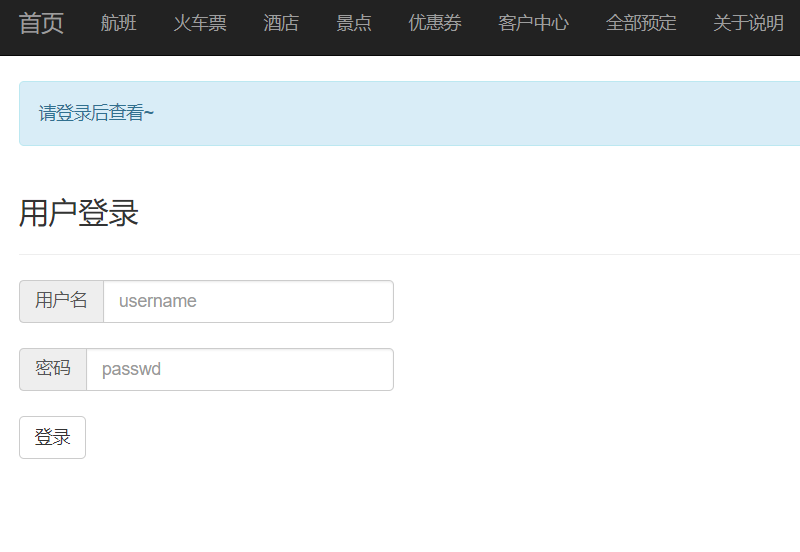 首页 航班 火车票 酒店 景点 优惠券 客户中心 全部预定 关于说明
请登录后查看~
用户登录
用户名 username
密码 passwd
登录